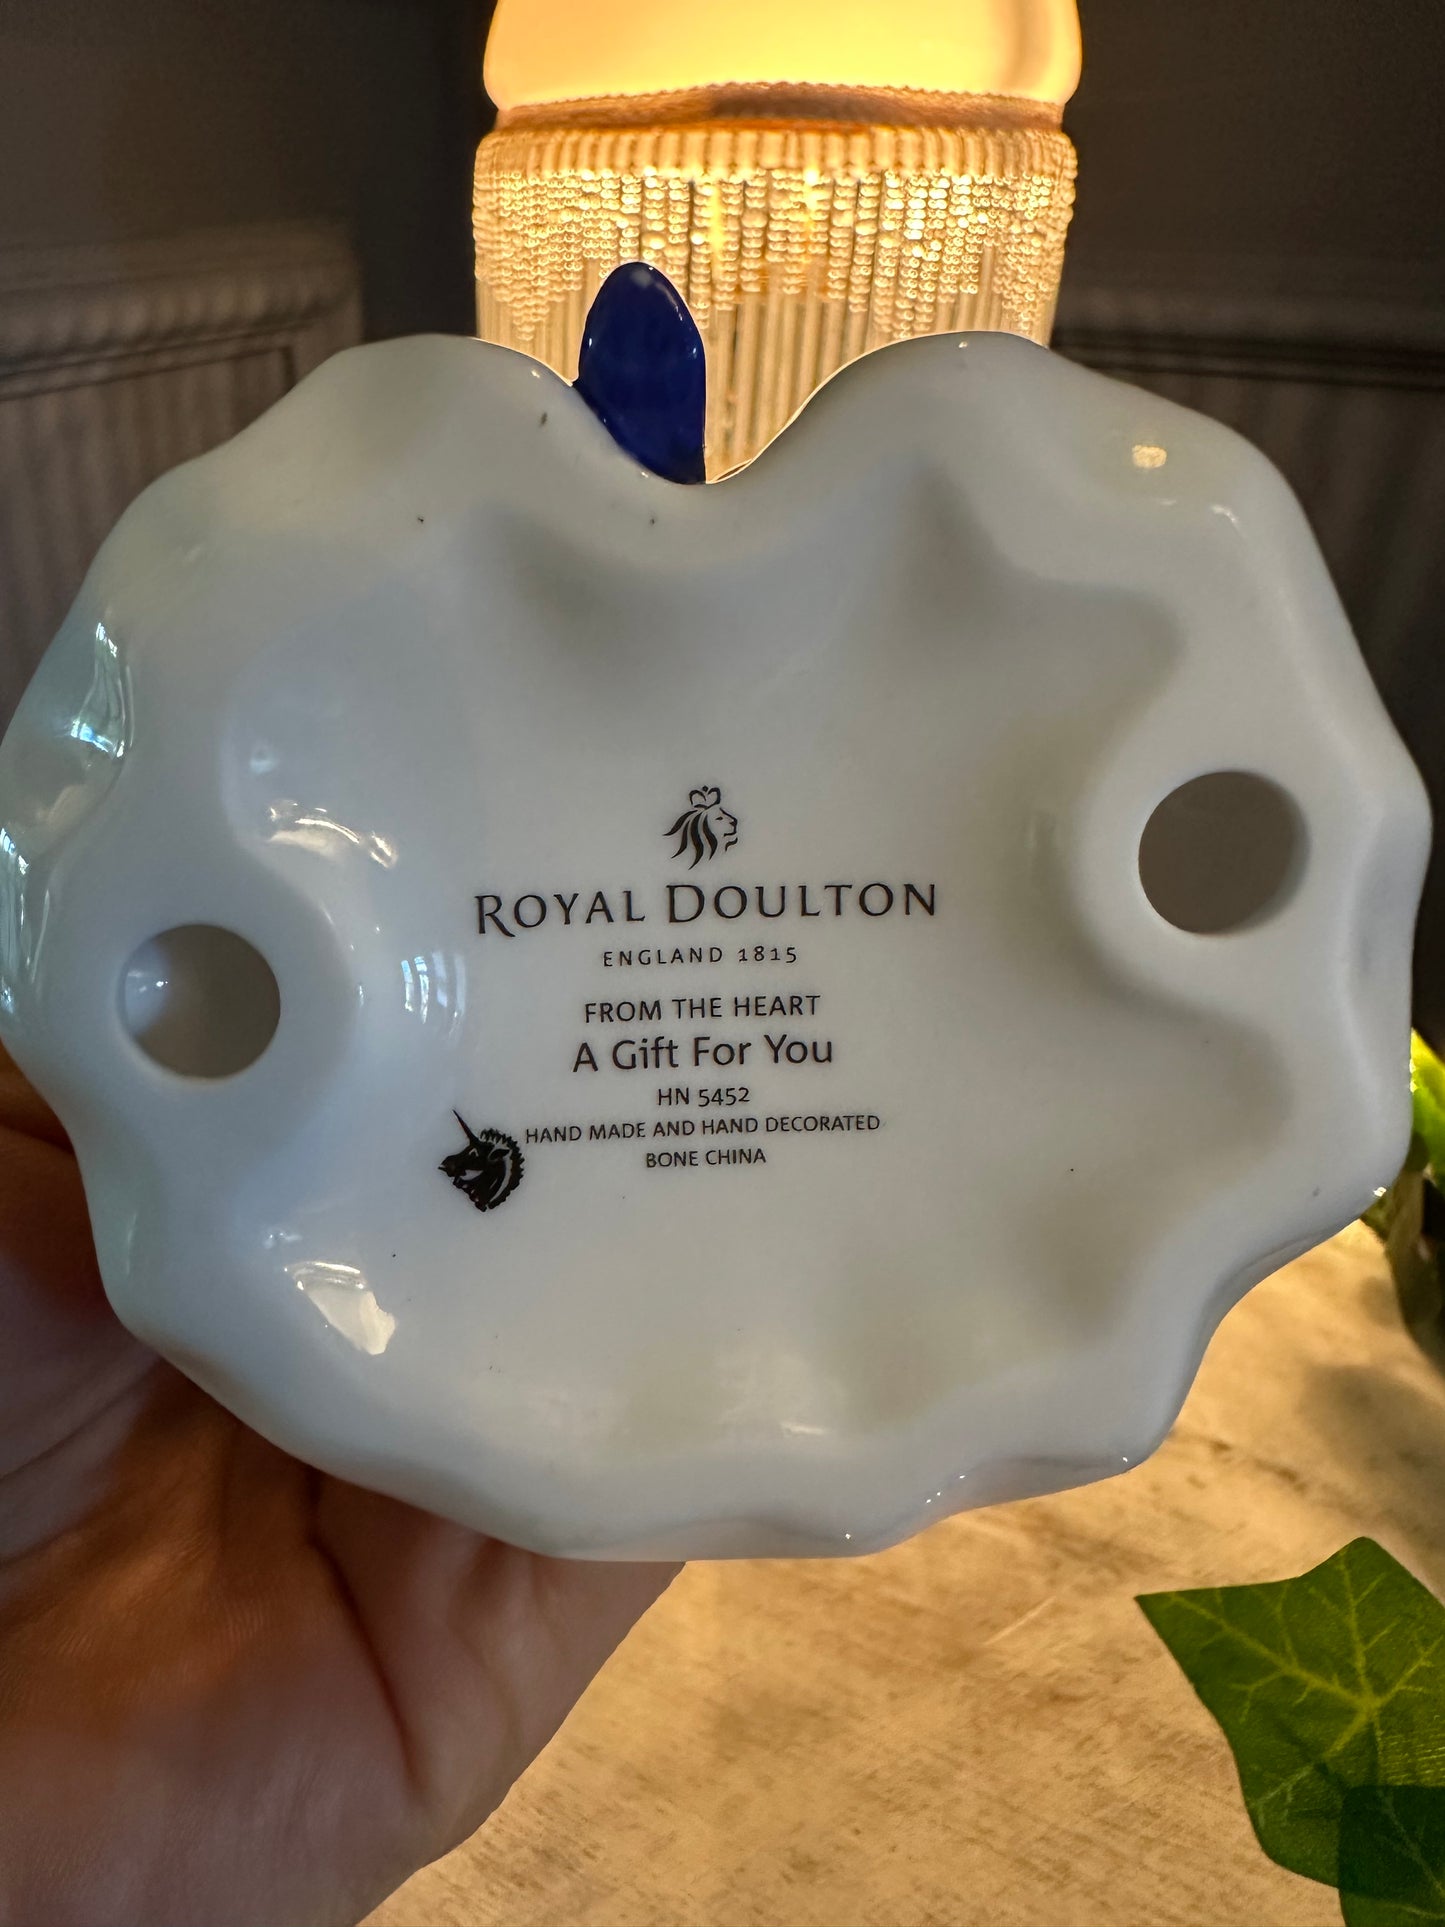 ROYAL DOULTON
ENGLAND 1815
FROM THE HEART
A Gift For You
HN 5452
HAND MADE AND HAND DECORATED
BONE CHINA